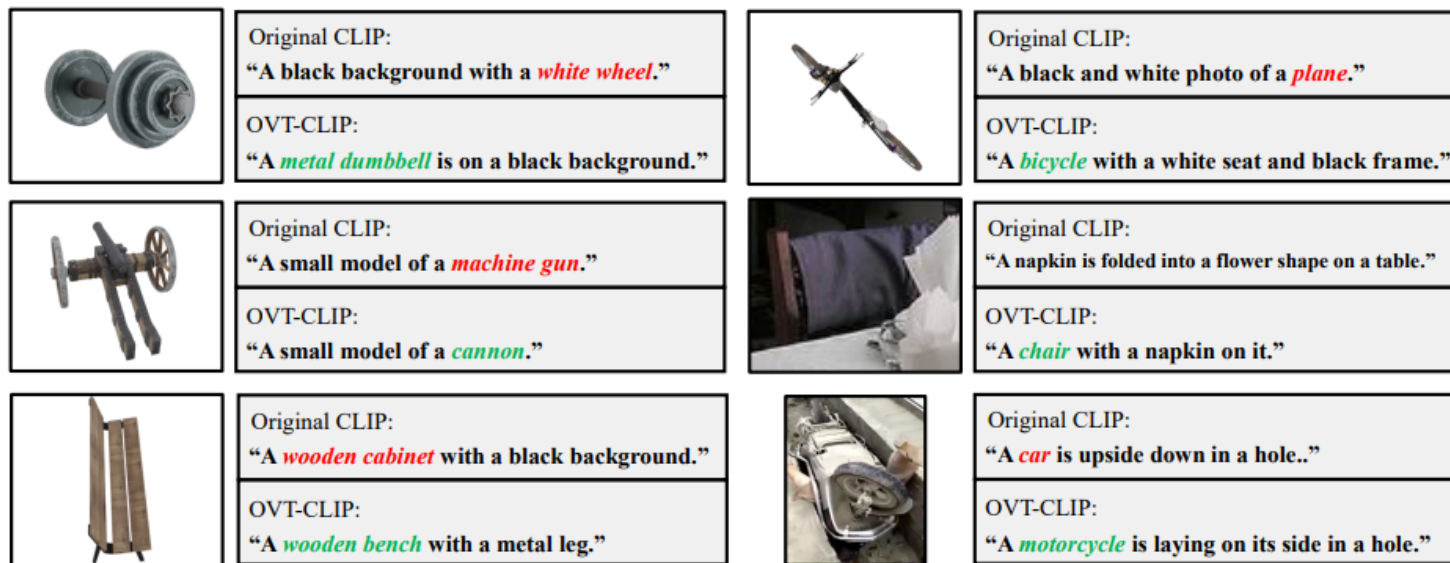 Original CLIP:
“A black background with a white wheel.”
OVT-CLIP:
“A metal dumbbell is on a black background.”
Original CLIP:
“A black and white photo of a plane.”
OVT-CLIP:
“A bicycle with a white seat and black frame.”
Original CLIP:
“A small model of a machine gun.”
OVT-CLIP:
“A small model of a cannon.”
Original CLIP:
“A napkin is folded into a flower shape on a table.”
OVT-CLIP:
“A chair with a napkin on it.”
Original CLIP:
“A wooden cabinet with a black background.”
OVT-CLIP:
“A wooden bench with a metal leg.”
Original CLIP:
“A car is upside down in a hole..”
OVT-CLIP:
“A motorcycle is laying on its side in a hole.”